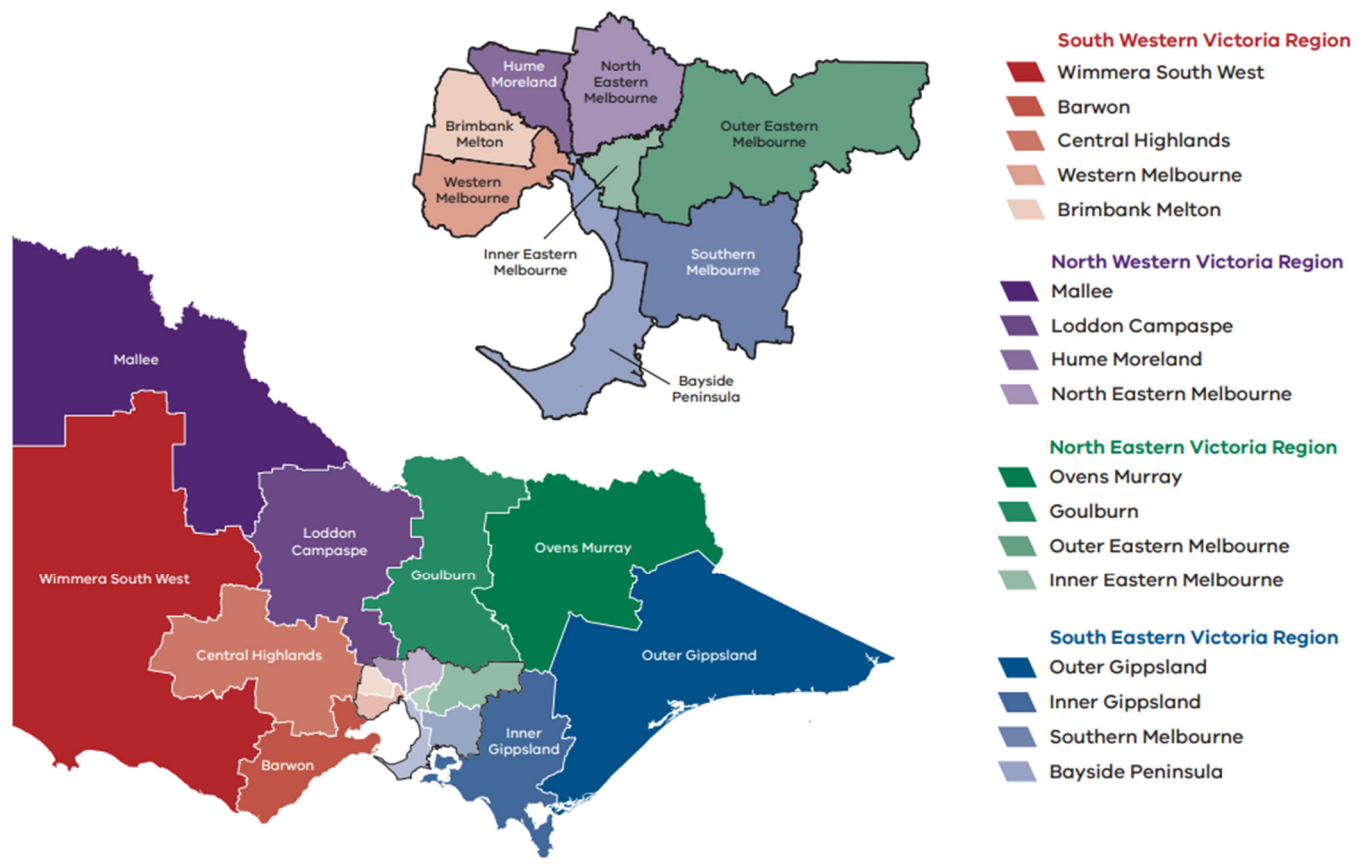 Hume
Moreland
North
Eastern
Melbourne
Brimbank
Melton
Outer Eastern
Melbourne
Western
Melbourne
Inner Eastern
Melbourne
Southern
Melbourne
Bayside
Peninsula
Mallee
Loddon
Campaspe
Wimmera South West
Goulburn
Ovens Murray
Central Highlands
Outer Gippsland
Inner
Gippsland
Barwon
South Western Victoria Region
Wimmera South West
Barwon
Central Highlands
Western Melbourne
Brimbank Melton
North Western Victoria Region
Mallee
Loddon Campaspe
Hume Moreland
North Eastern Melbourne
North Eastern Victoria Region
Ovens Murray
Goulburn
Outer Eastern Melbourne
Inner Eastern Melbourne
South Eastern Victoria Region
Outer Gippsland
Inner Gippsland
Southern Melbourne
Bayside Peninsula